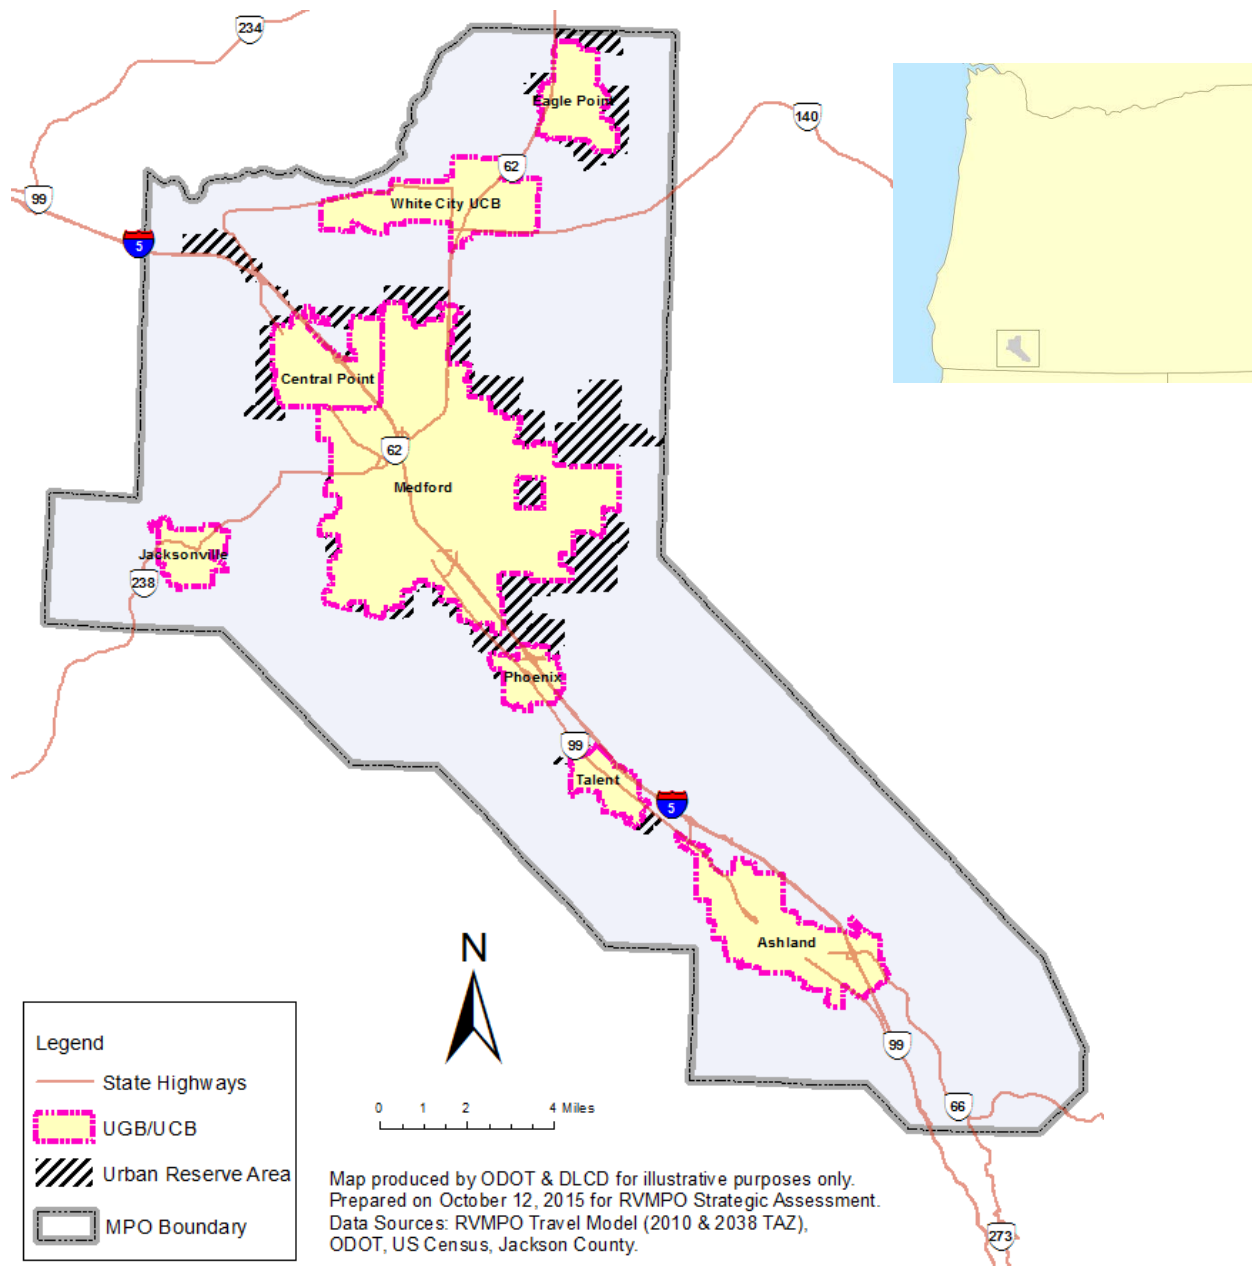 234
140
Eagle Point
62
99
White City UCB
5
Central Point
62
Medford
Jacksonville
238
Phoenix
99
Talent
5
Ashland
N
99
66
273
Legend
State Highways
UGB/UCB
Urban Reserve Area
MPO Boundary
0 1 2 4 Miles
Map produced by ODOT & DLCD for illustrative purposes only.
Prepared on October 12, 2015 for RVMPO Strategic Assessment.
Data Sources: RVMPO Travel Model (2010 & 2038 TAZ),
ODOT, US Census, Jackson County.